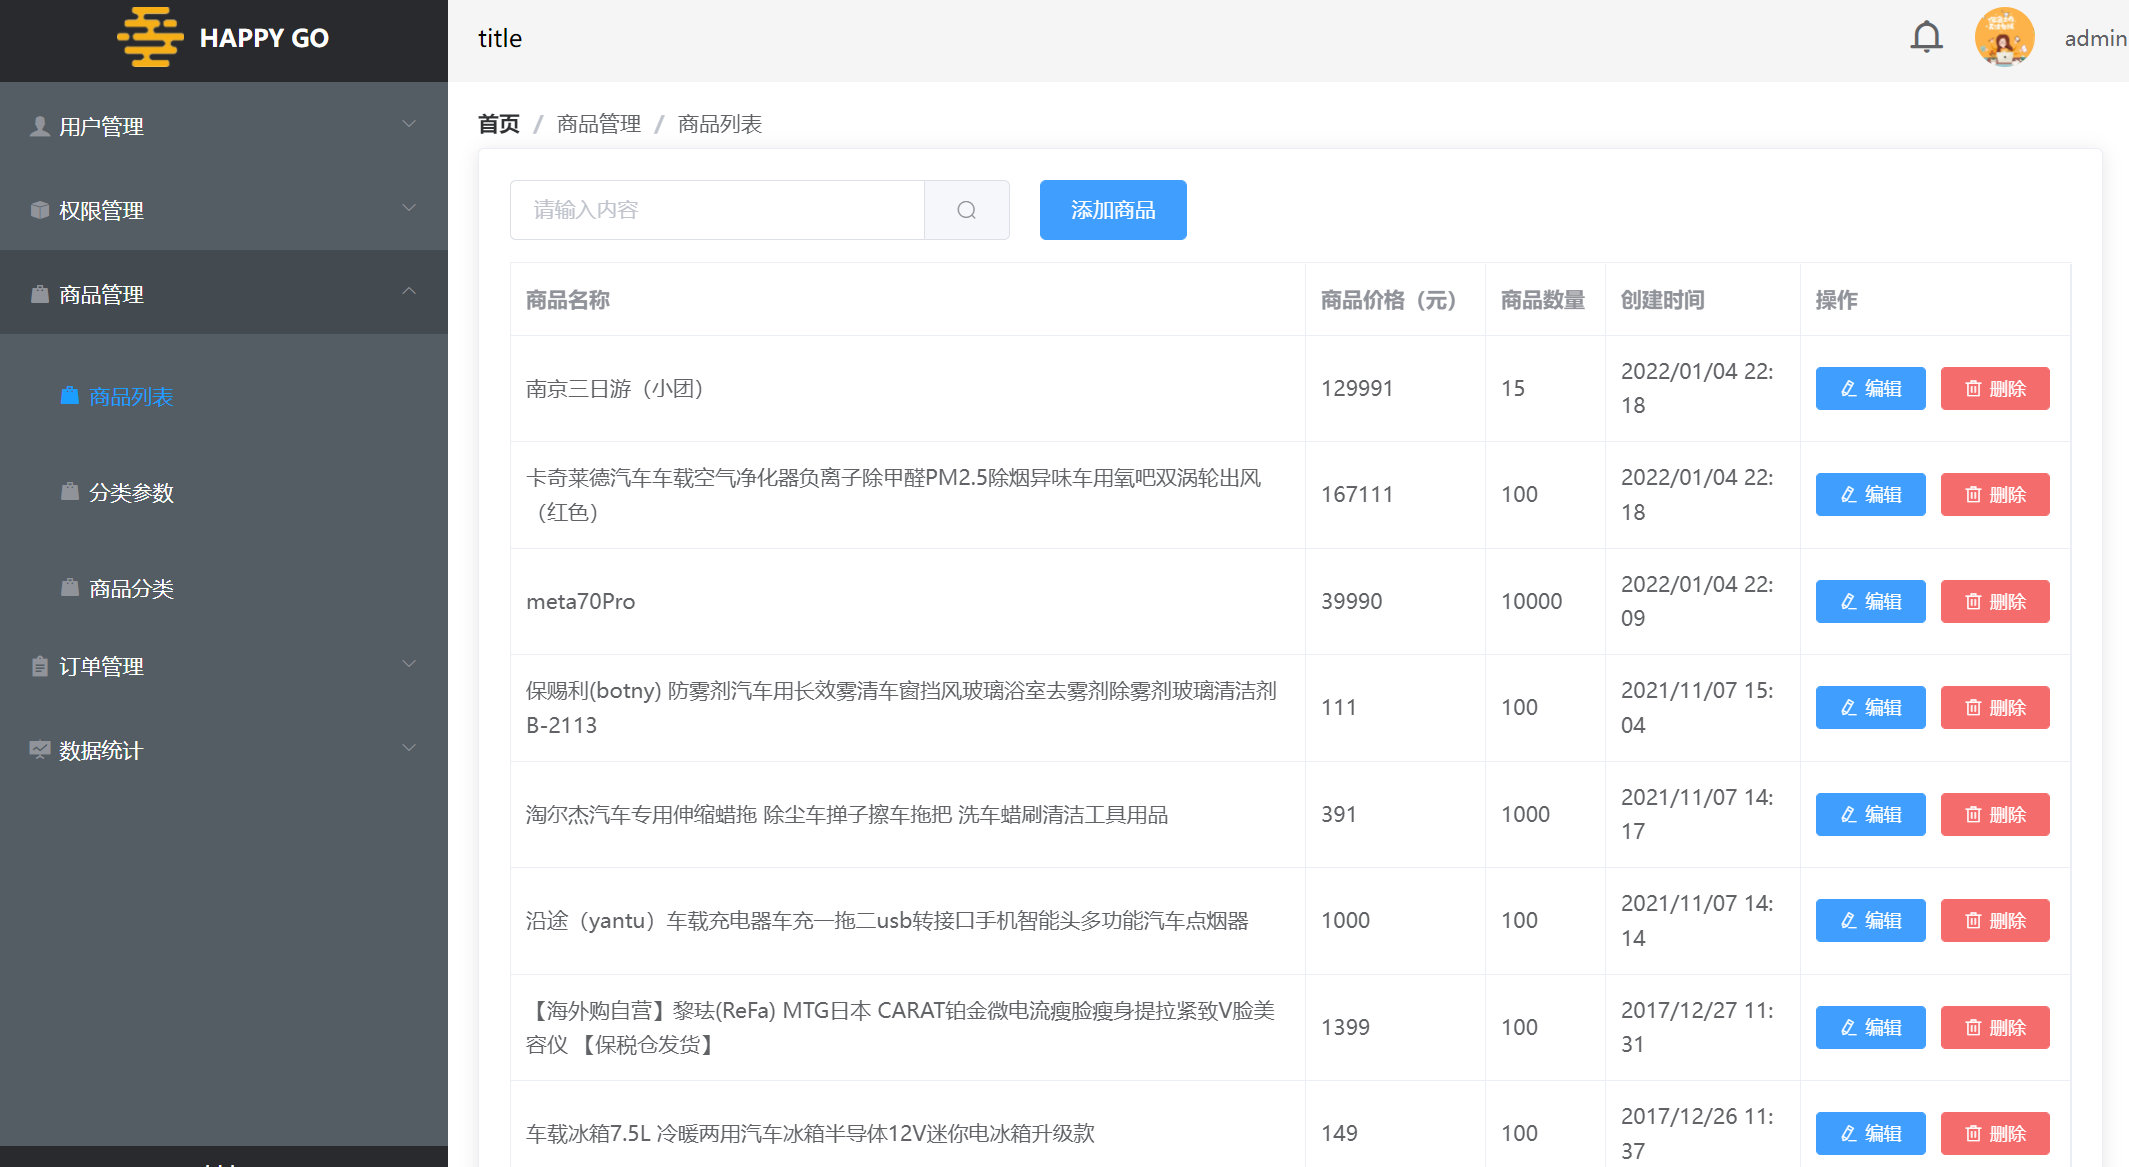 HAPPY GO
title
admin
用户管理
权限管理
商品管理
商品列表
分类参数
商品分类
订单管理
数据统计
首页 / 商品管理 / 商品列表
请输入内容
添加商品
商品名称 商品价格（元） 商品数量 创建时间 操作
南京三日游（小团） 129991 15 2022/01/04 22:
18
编辑 删除
卡奇莱德汽车车载空气净化器负离子除甲醛PM2.5除烟异味车用氧吧双涡轮出风
（红色） 167111 100 2022/01/04 22:
18
编辑 删除
meta70Pro 39990 10000 2022/01/04 22:
09
编辑 删除
保赐利(botny) 防雾剂汽车用长效雾清车窗挡风玻璃浴室去雾剂除雾剂玻璃清洁剂
B-2113 111 100 2021/11/07 15:
04
编辑 删除
淘尔杰汽车专用伸缩蜡拖 除尘车掸子擦车拖把 洗车蜡刷清洁工具用品 391 1000 2021/11/07 14:
17
编辑 删除
沿途（yantu）车载充电器车充一拖二usb转接口手机智能头多功能汽车点烟器 1000 100 2021/11/07 14:
14
编辑 删除
【海外购自营】黎珐(ReFa) MTG日本 CARAT铂金微电流瘦脸瘦身提拉紧致V脸美
容仪 【保税仓发货】 1399 100 2017/12/27 11:
31
编辑 删除
车载冰箱7.5L 冷暖两用汽车冰箱半导体12V迷你电冰箱升级款 149 100 2017/12/26 11:
37
编辑 删除